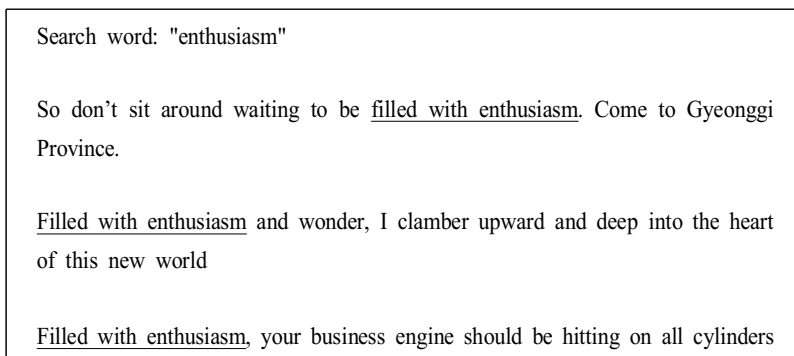 Search word: "enthusiasm"
So don’t sit around waiting to be filled with enthusiasm. Come to Gyeonggi
Province.
Filled with enthusiasm and wonder, I clamber upward and deep into the heart
of this new world
Filled with enthusiasm, your business engine should be hitting on all cylinders